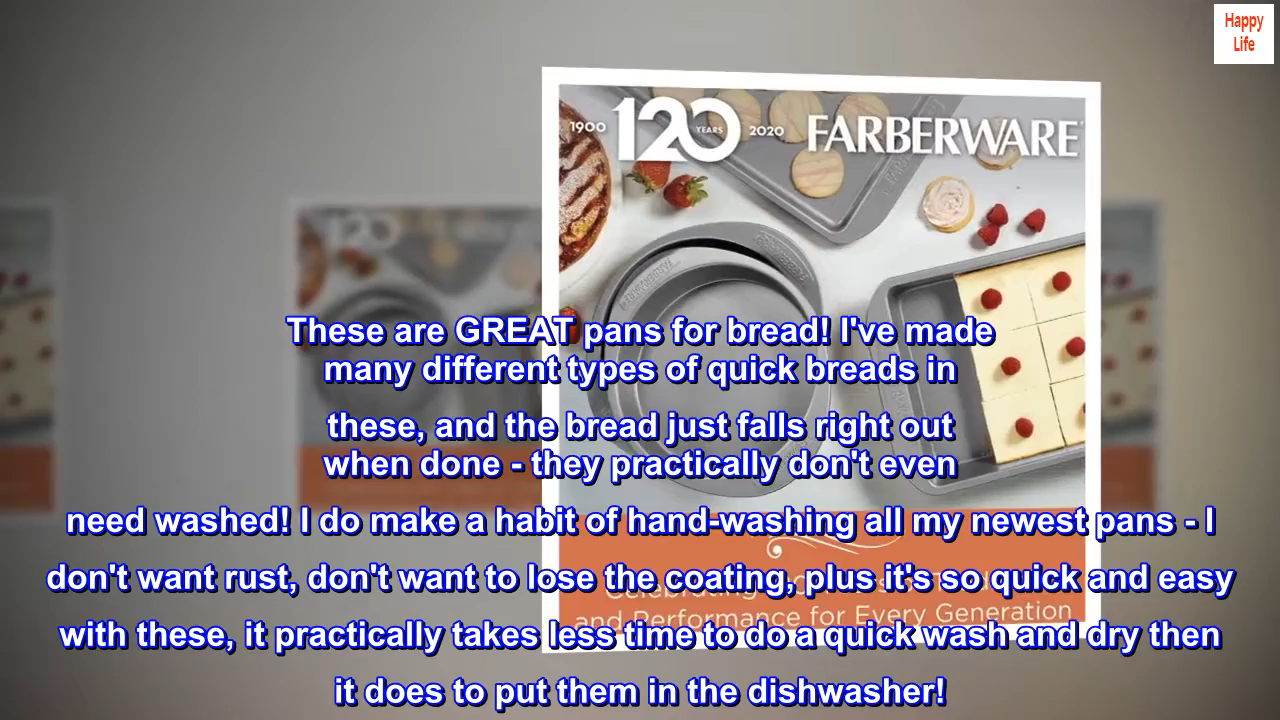 Happy
Life
1900 120 YEARS 2020 FARBERWARE
These are GREAT pans for bread! I've made
many different types of quick breads in
these, and the bread just falls right out
when done - they practically don't even
need washed! I do make a habit of hand-washing all my newest pans - I
don't want rust, don't want to lose the coating, plus it's so quick and easy
Celebrating
and Performance for Every Generation
with these, it practically takes less time to do a quick wash and dry then
it does to put them in the dishwasher!